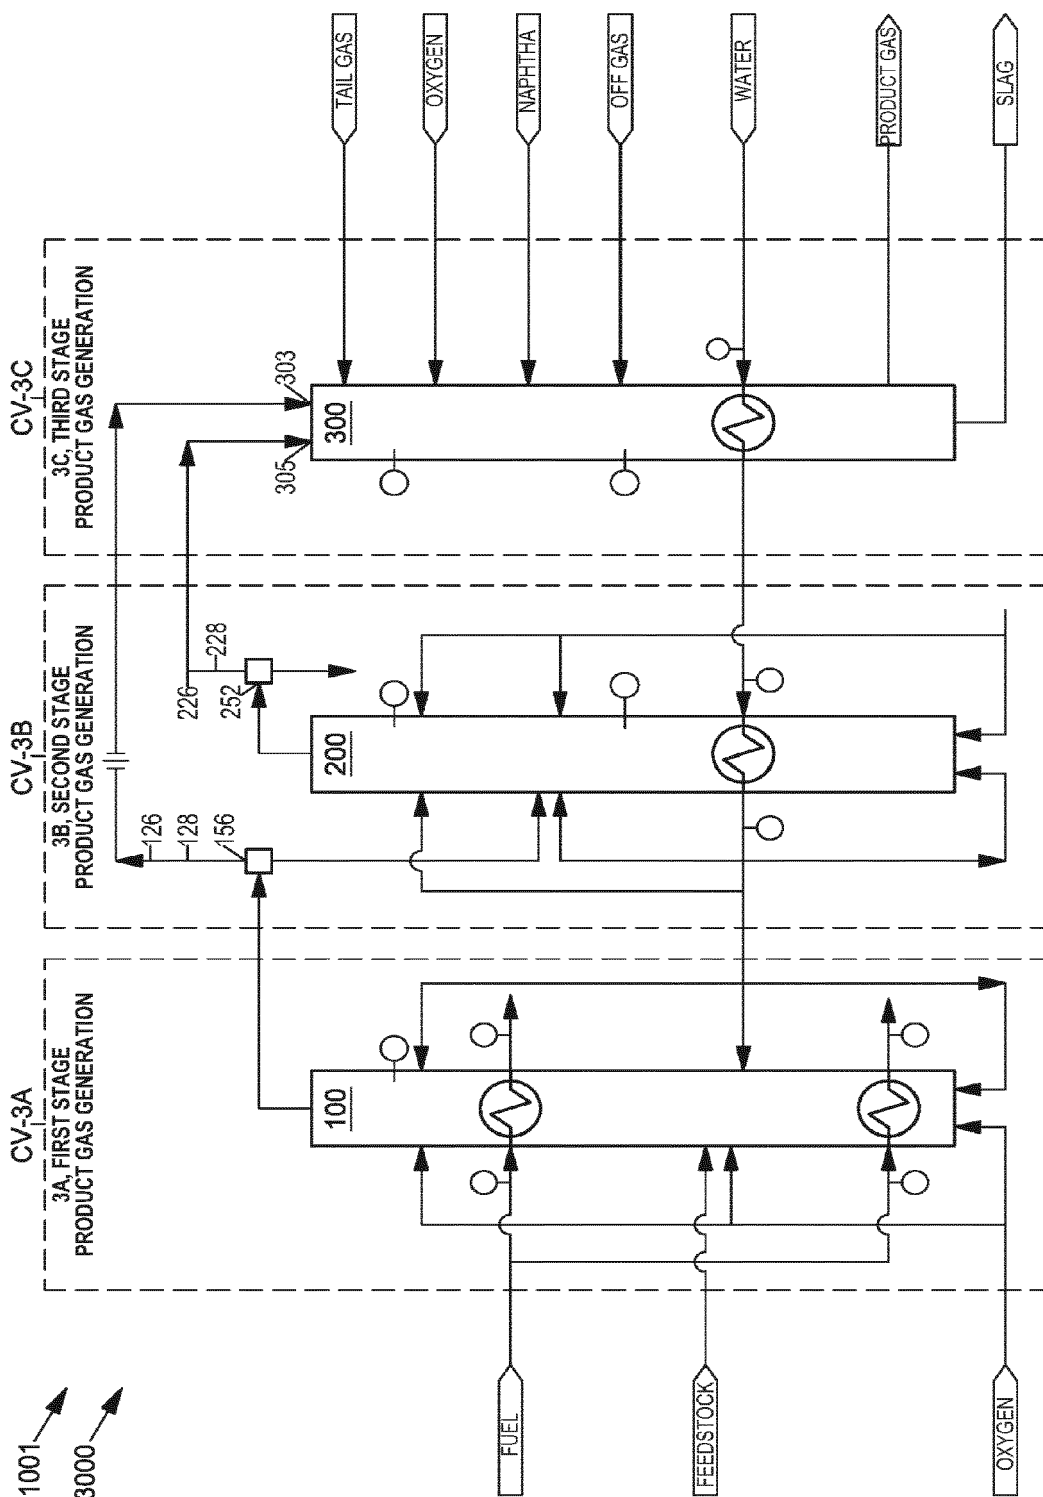 1001
3000
CV-3A
3A, FIRST STAGE
PRODUCT GAS GENERATION
CV-3B
3B, SECOND STAGE
PRODUCT GAS GENERATION
CV-3C
3C, THIRD STAGE
PRODUCT GAS GENERATION
126
128
156
226
228
252
303
305
100
200
300
FUEL
FEEDSTOCK
OXYGEN
TAIL GAS
OXYGEN
NAPHTHA
OFF GAS
WATER
PRODUCT GAS
SLAG